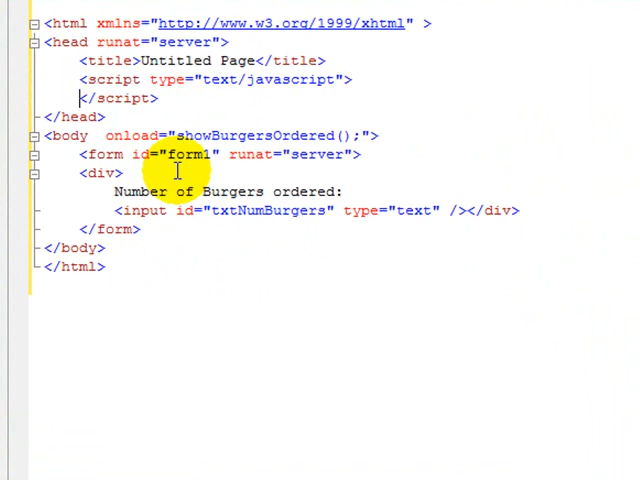 <html xmlns="http://www.w3.org/1999/xhtml" >
<head runat="server">
<title>Untitled Page</title>
<script type="text/javascript">
</script>
</head>
<body onload="showBurgersOrdered();">
<form id="form1" runat="server">
<div>
Number of Burgers ordered:
<input id="txtNumBurgers" type="text" /></div>
</form>
</body>
</html>